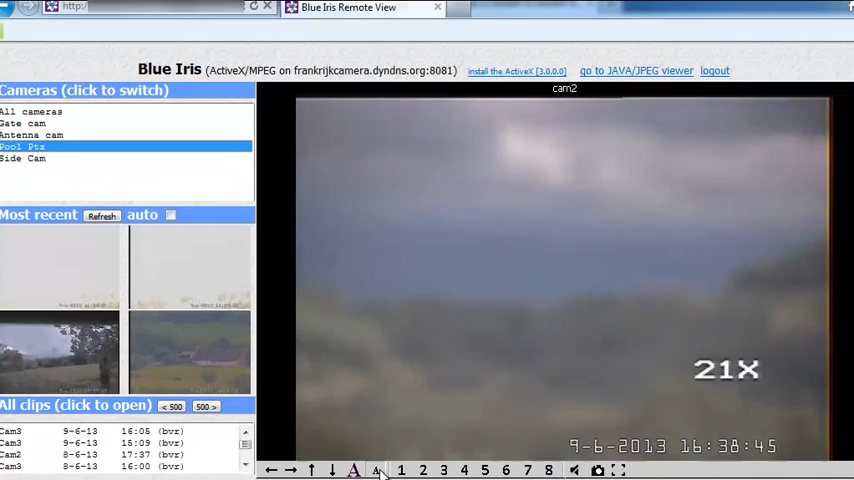 http:/
Blue Iris Remote View
Blue Iris (ActiveX/MPEG on frankrijkcamera.dyndns.org:8081)
install the ActiveX [3.0.0.0]
go to JAVA/JPEG viewer
logout
Cameras (click to switch)
All cameras
Gate cam
Antenna cam
Pool Ptz
Side Cam
Most recent Refresh auto
All clips (click to open) < 500 500 >
Cam3 9-6-13 16:05 (bvr)
Cam3 9-6-13 15:09 (bvr)
Cam2 8-6-13 17:37 (bvr)
Cam3 8-6-13 16:00 (bvr)
cam2
21X
9-6-2013 16:38:45
← → ↑ ↓ A A 1 2 3 4 5 6 7 8